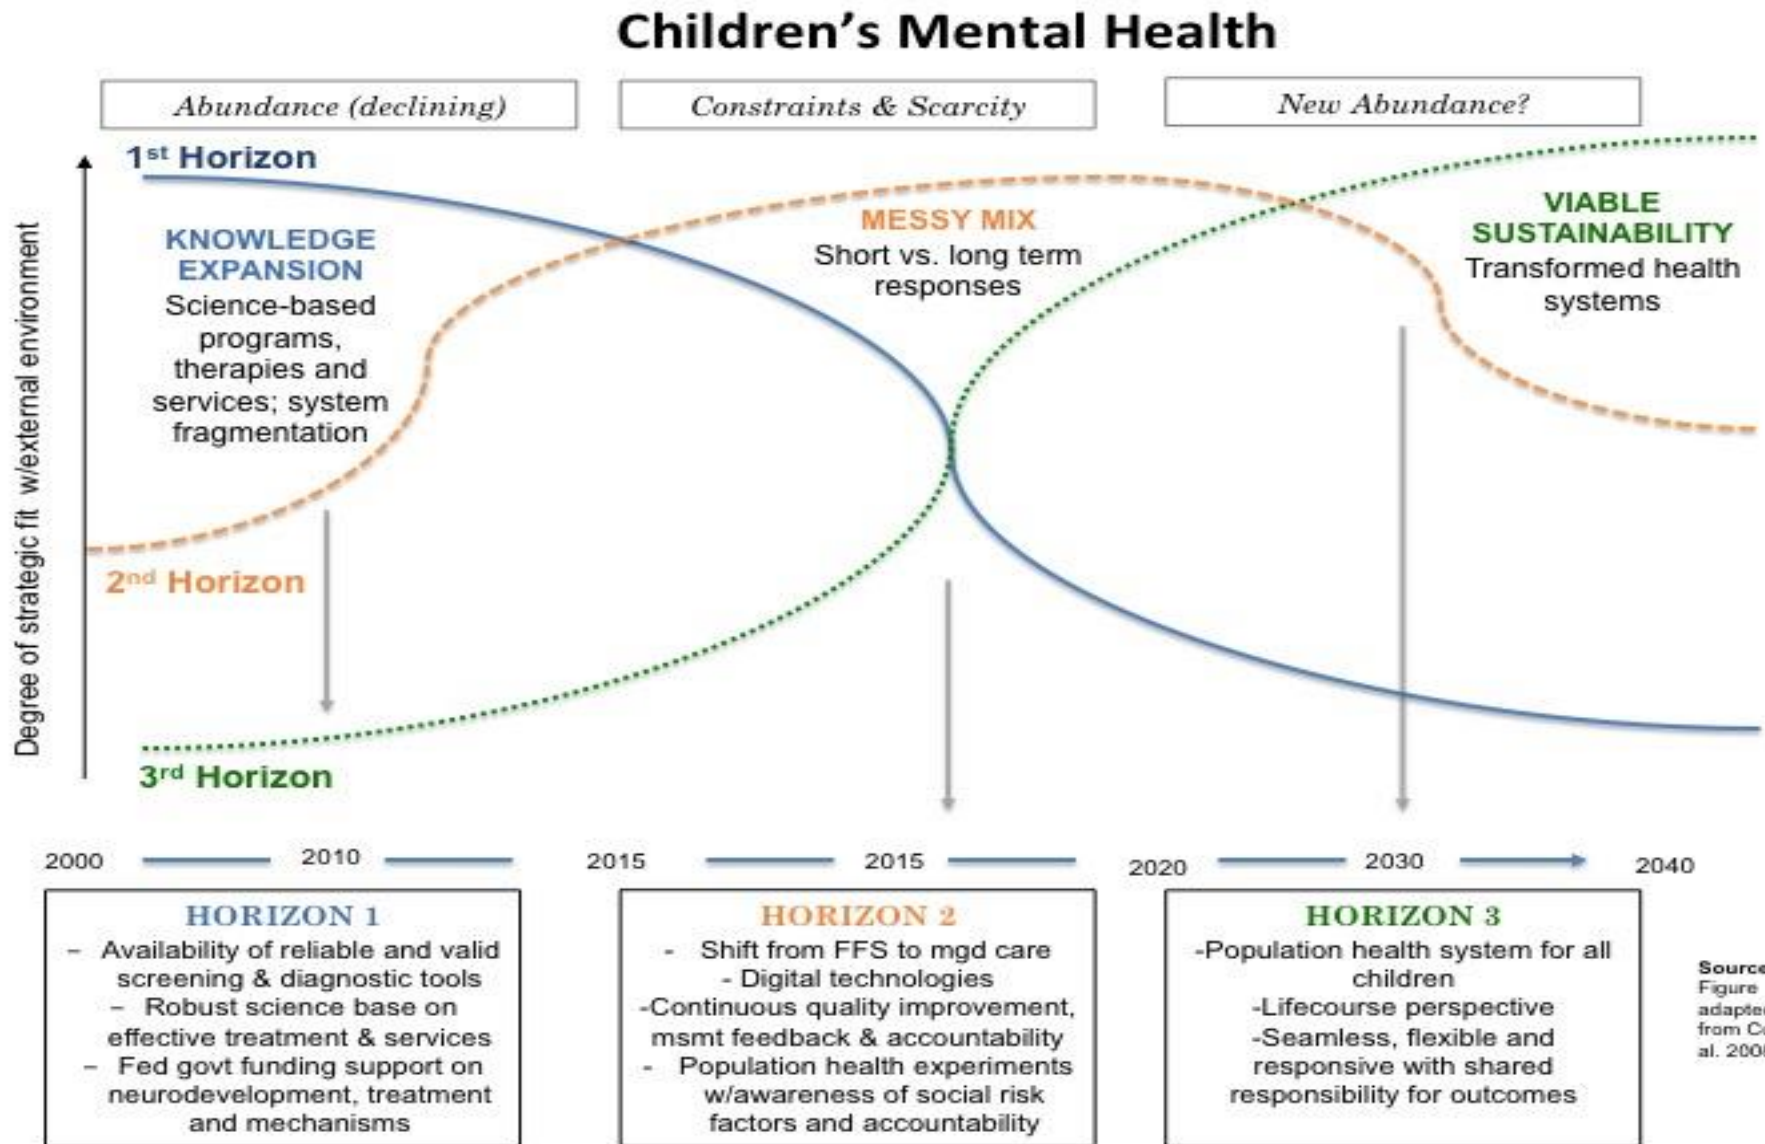 Children's Mental Health
Abundance (declining)
Constraints & Scarcity
New Abundance?
1st Horizon
KNOWLEDGE
EXPANSION
Science-based
programs,
therapies and
services; system
fragmentation
MESSY MIX
Short vs. long term
responses
VIABLE
SUSTAINABILITY
Transformed health
systems
Degree of strategic fit w/external environment
2nd Horizon
3rd Horizon
2000
2010
2015
2015
2020
2030
2040
HORIZON 1
– Availability of reliable and valid
screening & diagnostic tools
– Robust science base on
effective treatment & services
– Fed govt funding support on
neurodevelopment, treatment
and mechanisms
HORIZON 2
- Shift from FFS to mgd care
- Digital technologies
-Continuous quality improvement,
msmt feedback & accountability
- Population health experiments
w/awareness of social risk
factors and accountability
HORIZON 3
-Population health system for all
children
-Lifecourse perspective
-Seamless, flexible and
responsive with shared
responsibility for outcomes
Source
Figure
from
al.